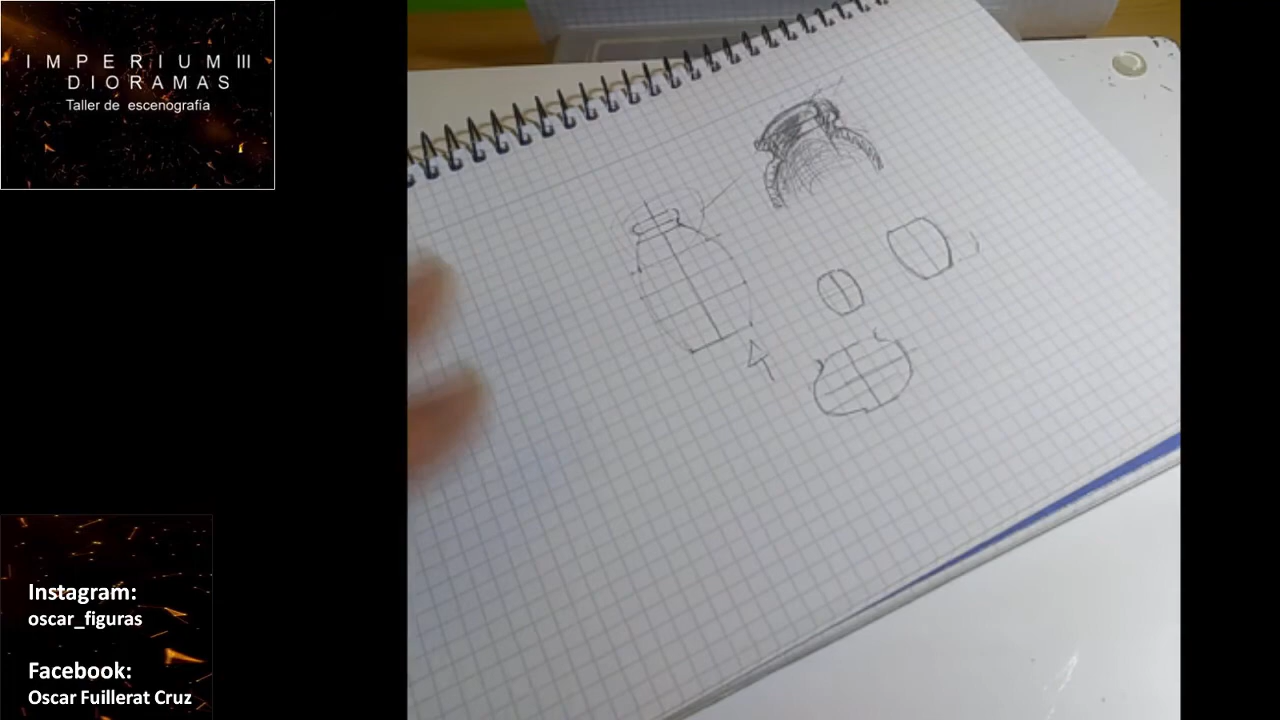 IMPERIUM III
DIORAMAS
Taller de escenografía
Instagram:
oscar_figuras
Facebook:
Oscar Fuillerat Cruz